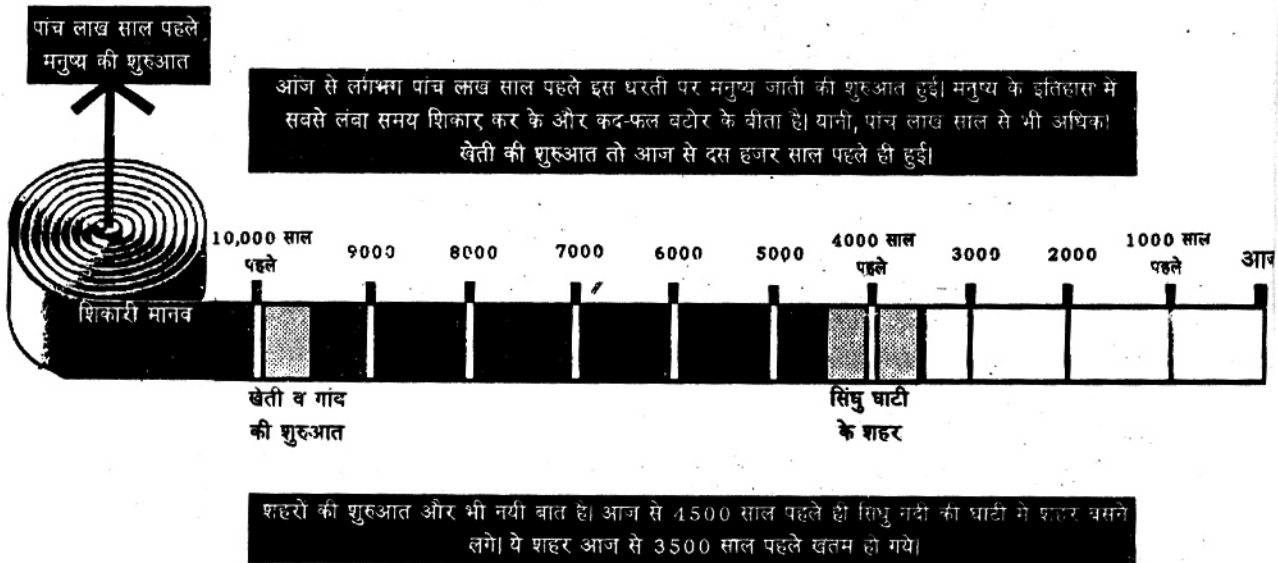 पांच लाख साल पहले
मनुष्य की शुरुआत
आज से लगभग पांच लाख साल पहले इस धरती पर मनुष्य जाती की शुरुआत हुई। मनुष्य के इतिहास में
सबसे लंबा समय शिकार कर के और कंद-फल बटोर के बीता है। यानी, पांच लाख साल से भी अधिक।
खेती की शुरुआत तो आज से दस हजर साल पहले ही हुई।
10,000 साल
पहले
9000
8000
7000
6000
5000
4000 साल
पहले
3000
2000
1000 साल
पहले
आज
शिकारी मानव
खेती व गांव
की शुरुआत
सिंधु घाटी
के शहर
शहरों की शुरुआत और भी नयी बात है। आज से 4500 साल पहले ही सिंधु नदी की घाटी में शहर बसने
लगे। ये शहर आज से 3500 साल पहले खतम हो गये।